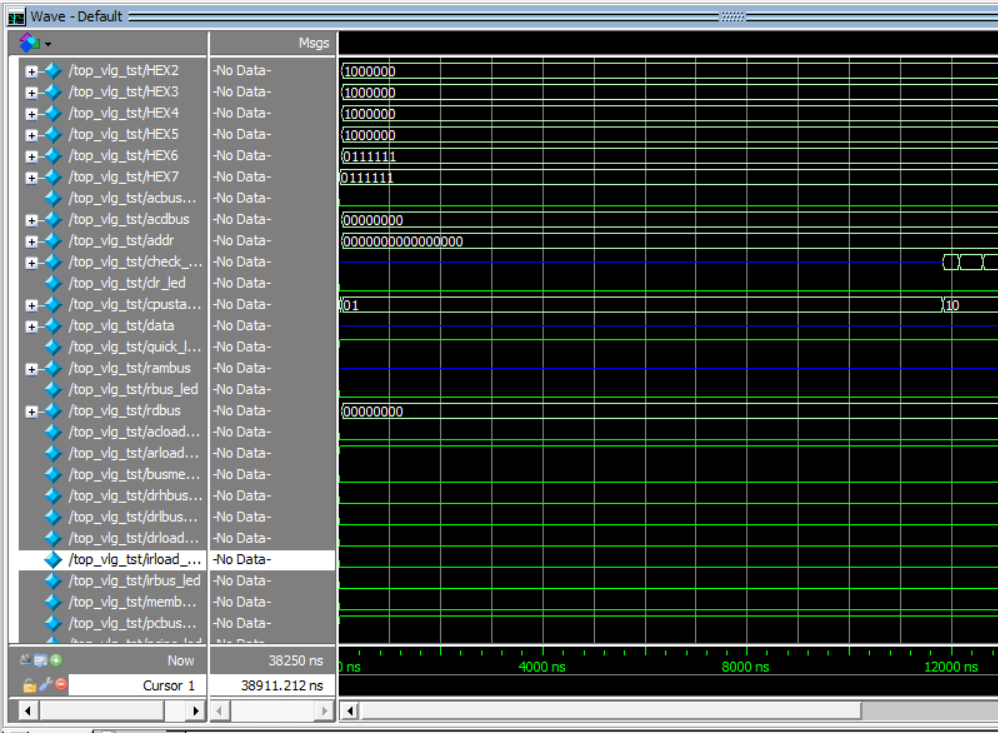 Wave - Default
Msgs
/top_vlg_tst/HEX2 -No Data- 1000000
/top_vlg_tst/HEX3 -No Data- 1000000
/top_vlg_tst/HEX4 -No Data- 1000000
/top_vlg_tst/HEX5 -No Data- 1000000
/top_vlg_tst/HEX6 -No Data- 0111111
/top_vlg_tst/HEX7 -No Data- 0111111
/top_vlg_tst/acbus... -No Data-
/top_vlg_tst/acdbus -No Data- 00000000
/top_vlg_tst/addr -No Data- 0000000000000000
/top_vlg_tst/check_... -No Data-
/top_vlg_tst/clr_led -No Data-
/top_vlg_tst/cpusta... -No Data- 01 10
/top_vlg_tst/data -No Data-
/top_vlg_tst/quick_l... -No Data-
/top_vlg_tst/rambus -No Data-
/top_vlg_tst/rbus_led -No Data-
/top_vlg_tst/rdbus -No Data- 00000000
/top_vlg_tst/acload... -No Data-
/top_vlg_tst/arload... -No Data-
/top_vlg_tst/busme... -No Data-
/top_vlg_tst/drhbus... -No Data-
/top_vlg_tst/drlbus... -No Data-
/top_vlg_tst/drload... -No Data-
/top_vlg_tst/irload_... -No Data-
/top_vlg_tst/irbus_led -No Data-
/top_vlg_tst/memb... -No Data-
/top_vlg_tst/pcbus... -No Data-
Now 38250 ns ns 4000 ns 8000 ns 12000 ns
Cursor 1 38911.212 ns